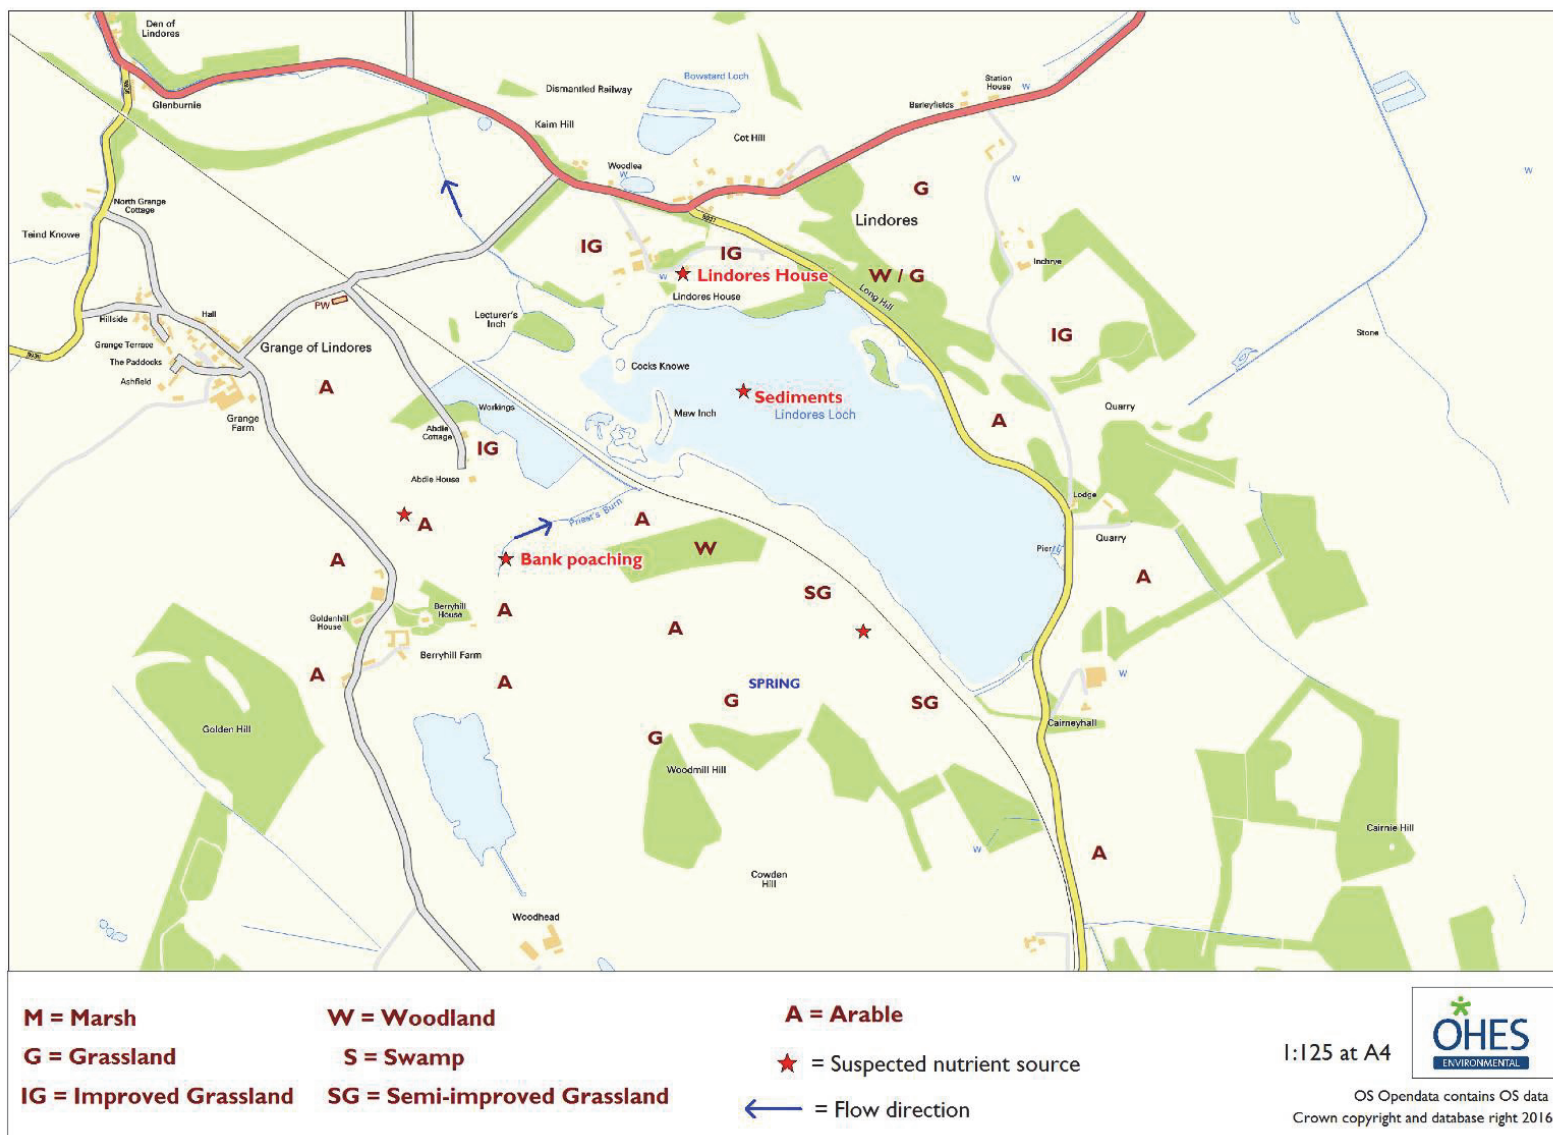 Den of
Lindores
Glenburnie
Dismantled Railway
Bowstard Loch
Kaim Hill
Cot Hill
Station
House
W
Barleyfields
Woodlea
W
W
W
North Grange
Cottage
Teind Knowe
G
Lindores
IG
IG
W / G
Inchrye
Lindores House
W
Lindores House
Long Hill
PW
Hillside
Hall
Lecturer's
Inch
IG
Stone
Grange Terrace
Grange of Lindores
The Paddocks
Ashfield
Cocks Knowe
A
Sediments
Lindores Loch
Grange
Farm
Workings
Maw Inch
A
Quarry
Abdie
Cottage
IG
Abdie House
Lodge
Priest's Burn
A
A
Quarry
Pier
W
A
Bank poaching
A
SG
Berryhill
House
A
Goldenhill
House
A
Berryhill Farm
A
A
SPRING
W
G
SG
Golden Hill
Cairneyhall
G
Woodmill Hill
Cairnie Hill
W
A
Cowden
Hill
Woodhead
M = Marsh
W = Woodland
A = Arable
G = Grassland
S = Swamp
= Suspected nutrient source
IG = Improved Grassland
SG = Semi-improved Grassland
= Flow direction
1:125 at A4
OHES
ENVIRONMENTAL
OS Opendata contains OS data
Crown copyright and database right 2016